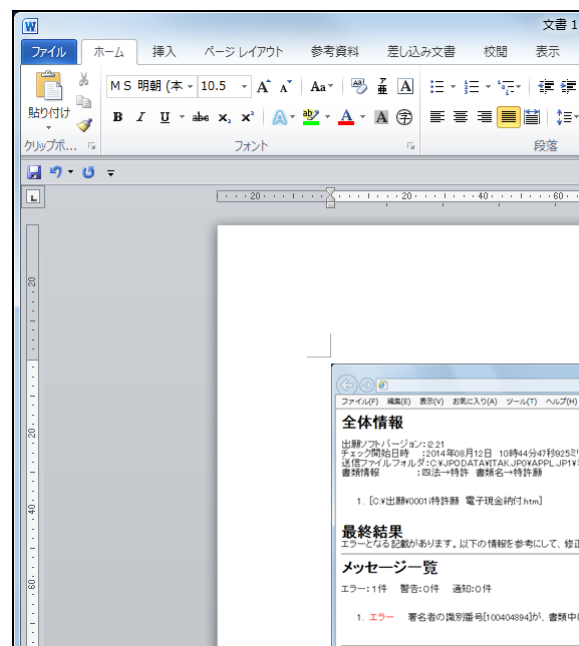 文書 1
ファイル ホーム 挿入 ページ レイアウト 参考資料 差し込み文書 校閲 表示
ＭＳ 明朝 (本 10.5 A A Aa 亜 A
貼り付け B I U abc x₂ x² A ab A A 字
クリップボ... フォント 段落
L 20 20 40 60
20
20
40
60
ファイル(F) 編集(E) 表示(V) お気に入り(A) ツール(T) ヘルプ(H)
全体情報
出願ソフトバージョン:i2.21
チェック開始日時 :2014年08月12日 10時44分47秒925ミ
送信ファイルフォルダ:C:¥JPODATA¥ITAK.JP0¥APPL.JP1¥
書類情報 :四法→特許 書類名→特許願
1. [C:¥出願¥0001¥特許願 電子現金納付.htm]
最終結果
エラーとなる記載があります。以下の情報を参考にして、修正
メッセージ一覧
エラー:1件 警告:0件 通知:0件
1. エラー 署名者の識別番号[100404894]が、書類中